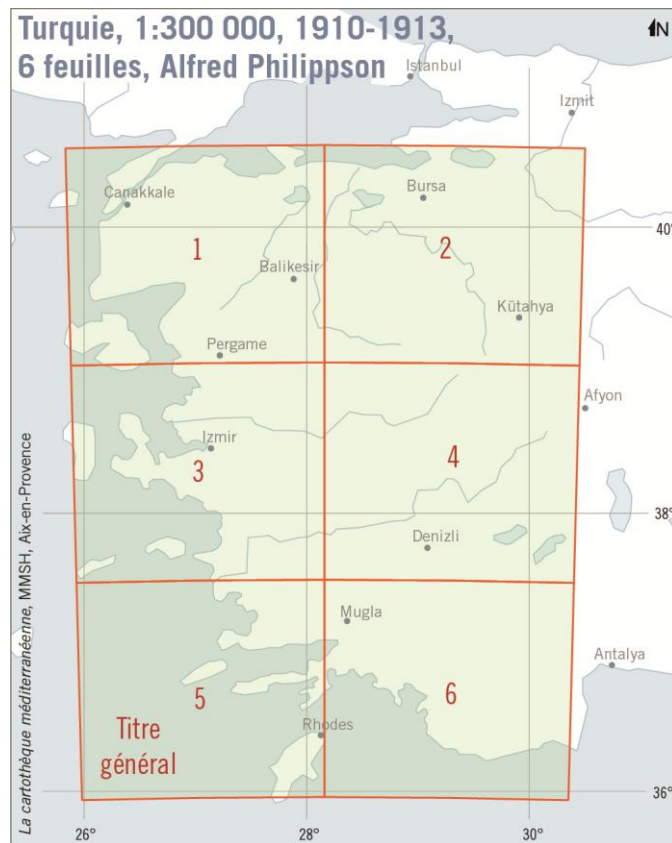 Turquie, 1:300 000, 1910-1913,
6 feuilles, Alfred Philippson
N
Istanbul
Izmit
Canakkale
Bursa
40°
1
2
Balikesir
Kütahya
Pergame
Afyon
Izmir
3
4
38°
Denizli
Mugla
Antalya
5
6
Titre
général
Rhodes
36°
26°
28°
30°
La cartothèque méditerranéenne, MMSH, Aix-en-Provence